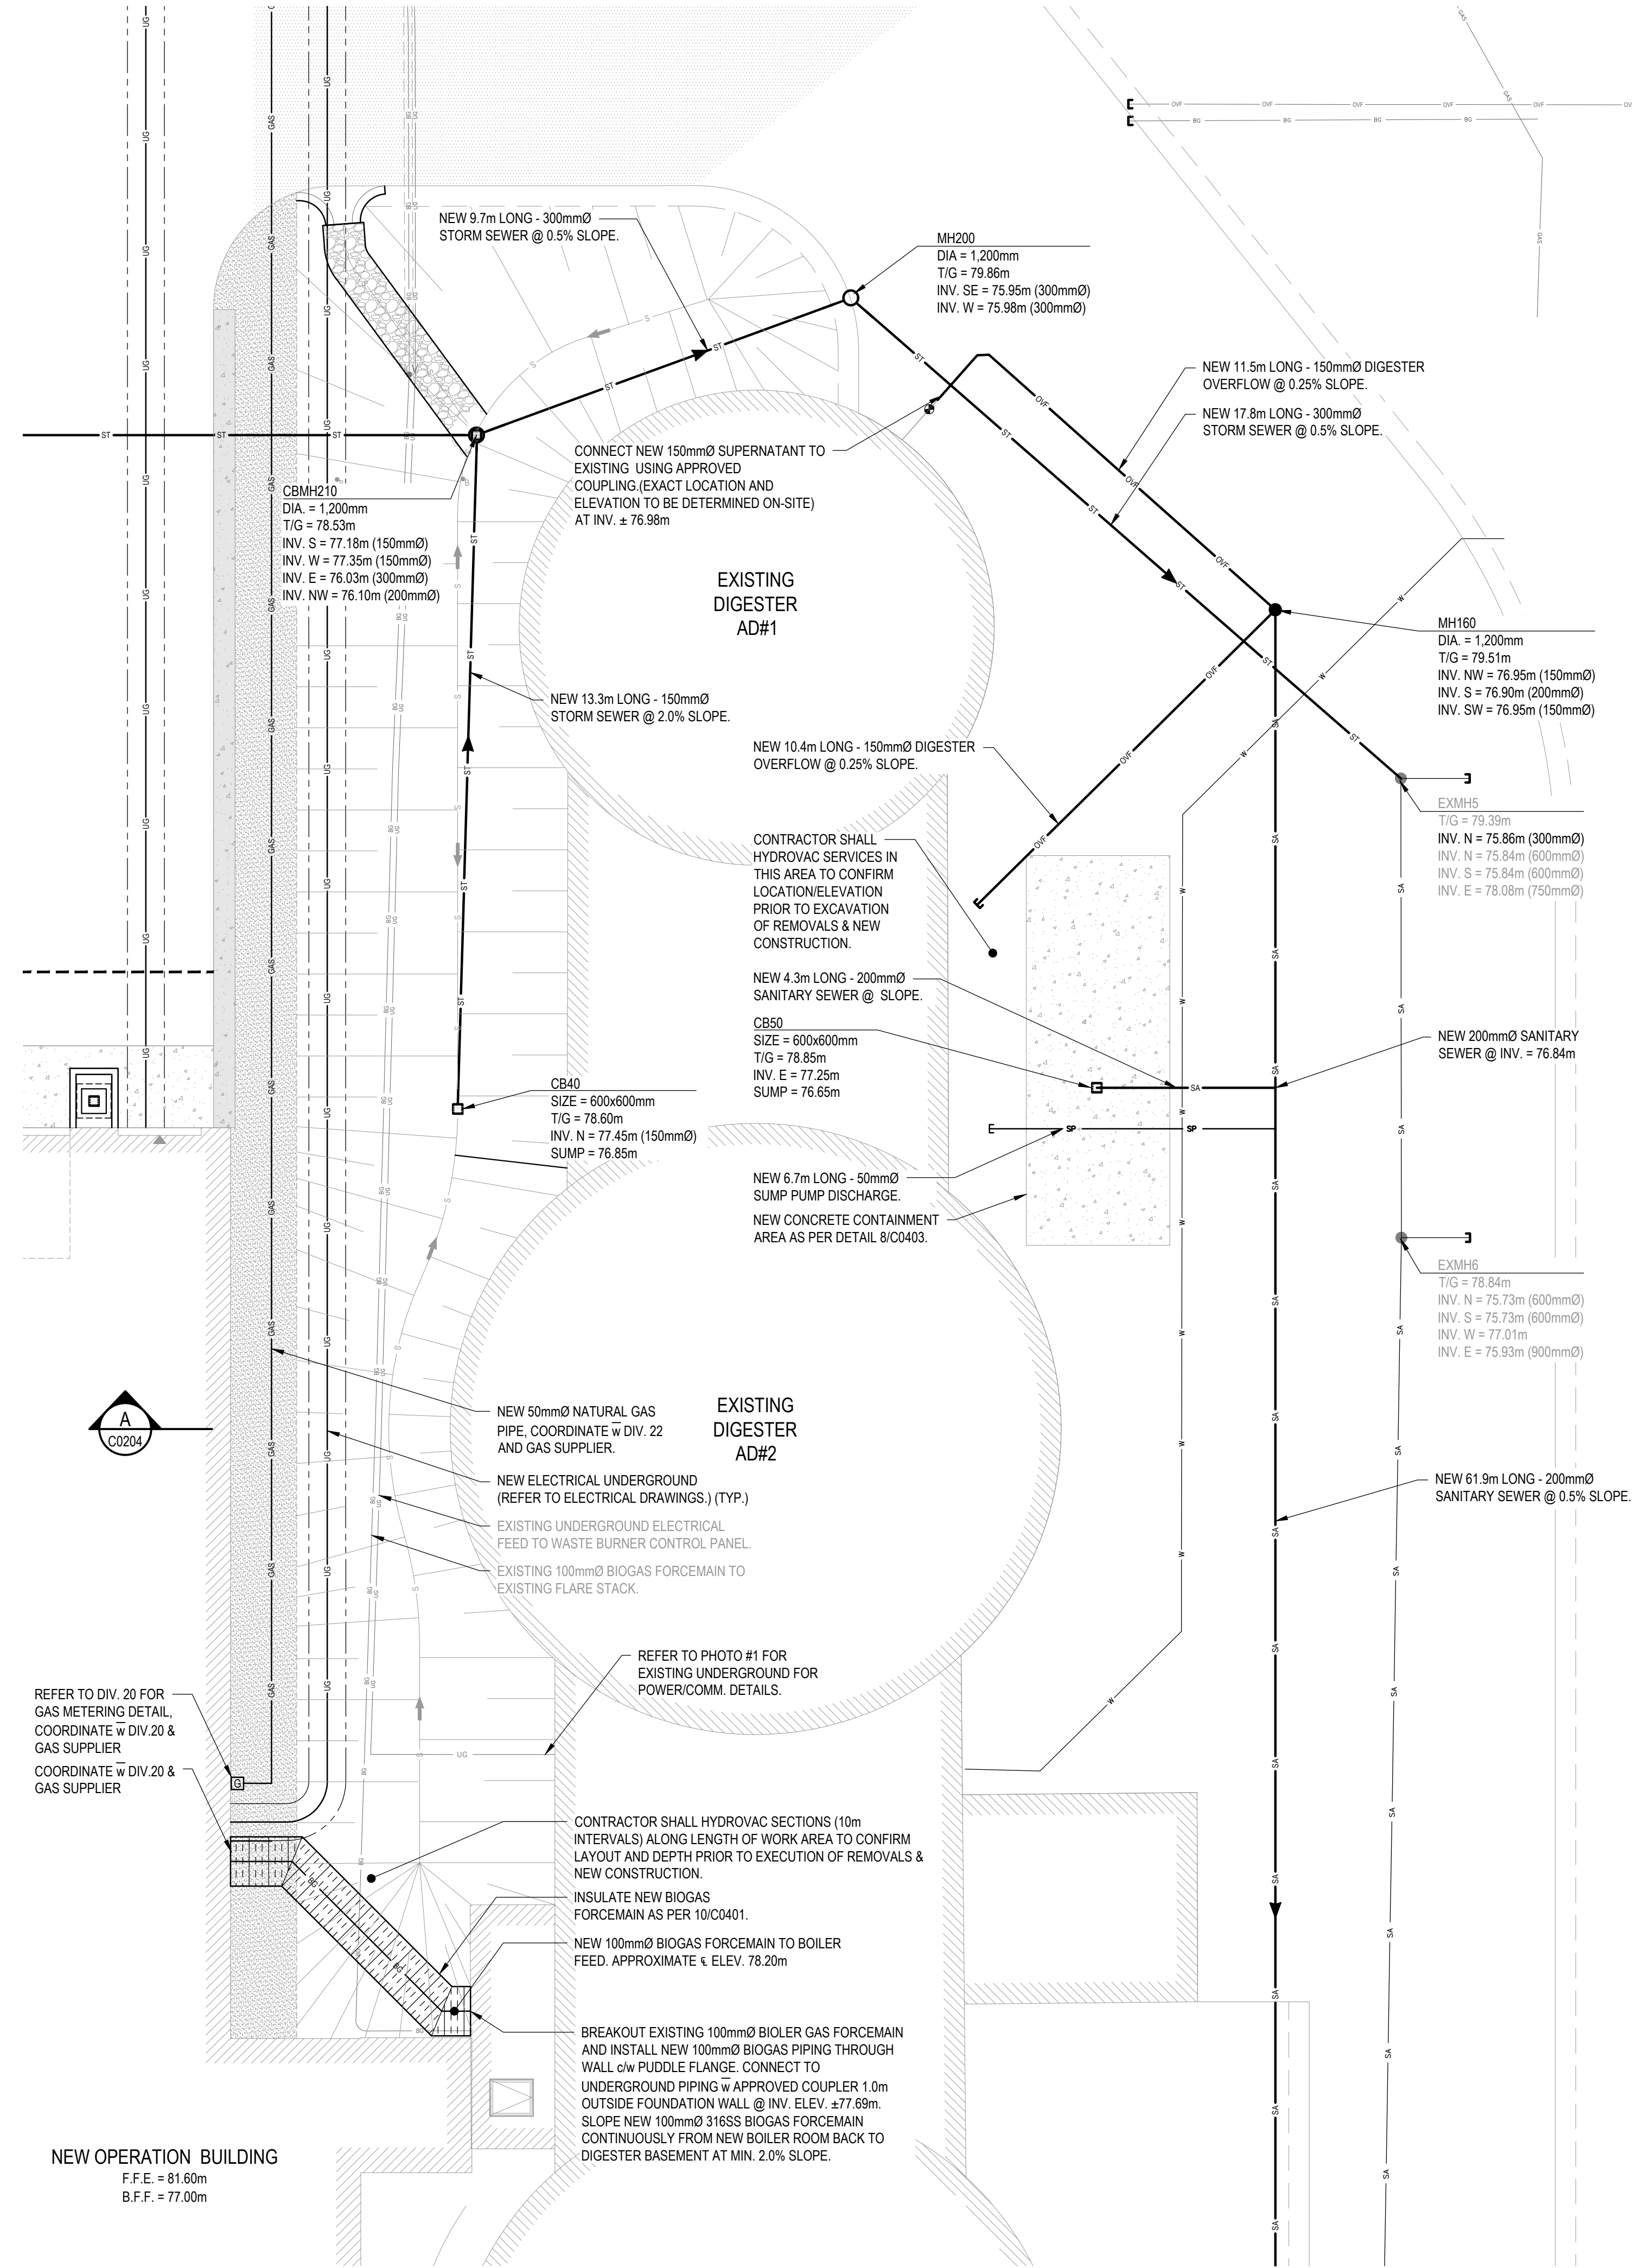 NEW 9.7m LONG - 300mmØ
STORM SEWER @ 0.5% SLOPE.
MH200
DIA = 1,200mm
T/G = 79.86m
INV. SE = 75.95m (300mmØ)
INV. W = 75.98m (300mmØ)
NEW 11.5m LONG - 150mmØ DIGESTER
OVERFLOW @ 0.25% SLOPE.
NEW 17.8m LONG - 300mmØ
STORM SEWER @ 0.5% SLOPE.
CONNECT NEW 150mmØ SUPERNATANT TO
EXISTING USING APPROVED
COUPLING.(EXACT LOCATION AND
ELEVATION TO BE DETERMINED ON-SITE)
AT INV. ± 76.98m
CBMH210
DIA. = 1,200mm
T/G = 78.53m
INV. S = 77.18m (150mmØ)
INV. W = 77.35m (150mmØ)
INV. E = 76.03m (300mmØ)
INV. NW = 76.10m (200mmØ)
EXISTING
DIGESTER
AD#1
MH160
DIA. = 1,200mm
T/G = 79.51m
INV. NW = 76.95m (150mmØ)
INV. S = 76.90m (200mmØ)
INV. SW = 76.95m (150mmØ)
NEW 13.3m LONG - 150mmØ
STORM SEWER @ 2.0% SLOPE.
NEW 10.4m LONG - 150mmØ DIGESTER
OVERFLOW @ 0.25% SLOPE.
EXMH5
T/G = 79.39m
INV. N = 75.86m (300mmØ)
INV. N = 75.84m (600mmØ)
INV. S = 75.84m (600mmØ)
INV. E = 78.08m (750mmØ)
CONTRACTOR SHALL
HYDROVAC SERVICES IN
THIS AREA TO CONFIRM
LOCATION/ELEVATION
PRIOR TO EXCAVATION
OF REMOVALS & NEW
CONSTRUCTION.
NEW 4.3m LONG - 200mmØ
SANITARY SEWER @ SLOPE.
CB50
SIZE = 600x600mm
T/G = 78.85m
INV. E = 77.25m
SUMP = 76.65m
NEW 200mmØ SANITARY
SEWER @ INV. = 76.84m
CB40
SIZE = 600x600mm
T/G = 78.60m
INV. N = 77.45m (150mmØ)
SUMP = 76.85m
NEW 6.7m LONG - 50mmØ
SUMP PUMP DISCHARGE.
NEW CONCRETE CONTAINMENT
AREA AS PER DETAIL 8/C0403.
EXMH6
T/G = 78.84m
INV. N = 75.73m (600mmØ)
INV. S = 75.73m (600mmØ)
INV. W = 77.01m
INV. E = 75.93m (900mmØ)
A
C0204
NEW 50mmØ NATURAL GAS
PIPE, COORDINATE w̅ DIV. 22
AND GAS SUPPLIER.
EXISTING
DIGESTER
AD#2
NEW ELECTRICAL UNDERGROUND
(REFER TO ELECTRICAL DRAWINGS.) (TYP.)
EXISTING UNDERGROUND ELECTRICAL
FEED TO WASTE BURNER CONTROL PANEL.
EXISTING 100mmØ BIOGAS FORCEMAIN TO
EXISTING FLARE STACK.
NEW 61.9m LONG - 200mmØ
SANITARY SEWER @ 0.5% SLOPE.
REFER TO PHOTO #1 FOR
EXISTING UNDERGROUND FOR
POWER/COMM. DETAILS.
REFER TO DIV. 20 FOR
GAS METERING DETAIL,
COORDINATE w̅ DIV.20 &
GAS SUPPLIER
COORDINATE w̅ DIV.20 &
GAS SUPPLIER
G
CONTRACTOR SHALL HYDROVAC SECTIONS (10m
INTERVALS) ALONG LENGTH OF WORK AREA TO CONFIRM
LAYOUT AND DEPTH PRIOR TO EXECUTION OF REMOVALS &
NEW CONSTRUCTION.
INSULATE NEW BIOGAS
FORCEMAIN AS PER 10/C0401.
NEW 100mmØ BIOGAS FORCEMAIN TO BOILER
FEED. APPROXIMATE ℄ ELEV. 78.20m
BREAKOUT EXISTING 100mmØ BIOLER GAS FORCEMAIN
AND INSTALL NEW 100mmØ BIOGAS PIPING THROUGH
WALL c/w PUDDLE FLANGE. CONNECT TO
UNDERGROUND PIPING w̅ APPROVED COUPLER 1.0m
OUTSIDE FOUNDATION WALL @ INV. ELEV. ±77.69m.
SLOPE NEW 100mmØ 316SS BIOGAS FORCEMAIN
CONTINUOUSLY FROM NEW BOILER ROOM BACK TO
DIGESTER BASEMENT AT MIN. 2.0% SLOPE.
NEW OPERATION BUILDING
F.F.E. = 81.60m
B.F.F. = 77.00m